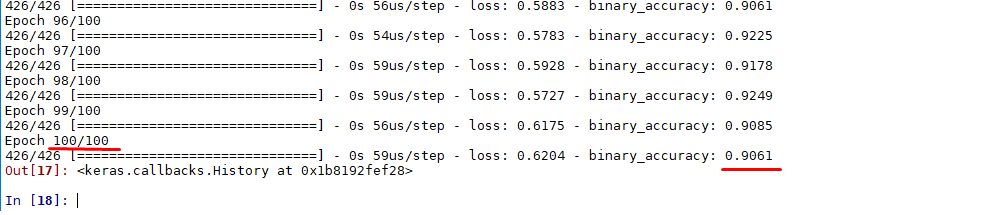 426/426 [==============================] - 0s 56us/step - loss: 0.5883 - binary_accuracy: 0.9061
Epoch 96/100
426/426 [==============================] - 0s 54us/step - loss: 0.5783 - binary_accuracy: 0.9225
Epoch 97/100
426/426 [==============================] - 0s 59us/step - loss: 0.5928 - binary_accuracy: 0.9178
Epoch 98/100
426/426 [==============================] - 0s 59us/step - loss: 0.5727 - binary_accuracy: 0.9249
Epoch 99/100
426/426 [==============================] - 0s 56us/step - loss: 0.6175 - binary_accuracy: 0.9085
Epoch 100/100
426/426 [==============================] - 0s 59us/step - loss: 0.6204 - binary_accuracy: 0.9061
Out[17]: <keras.callbacks.History at 0x1b8192fef28>
In [18]: